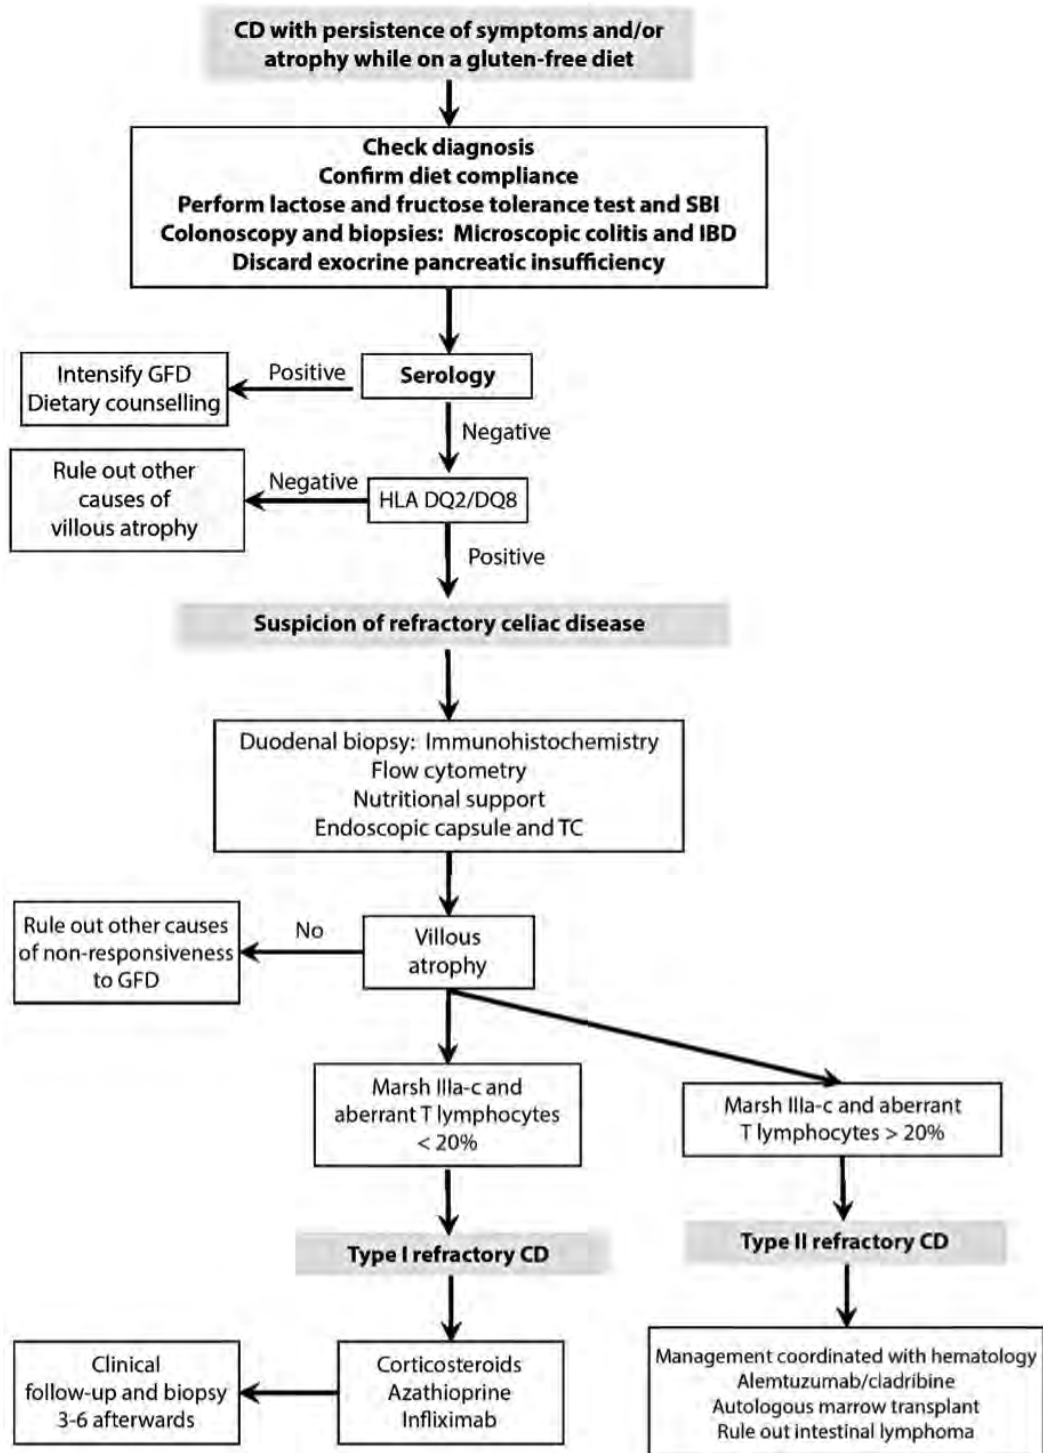 CD with persistence of symptoms and/or
atrophy while on a gluten-free diet
Check diagnosis
Confirm diet compliance
Perform lactose and fructose tolerance test and SBI
Colonoscopy and biopsies: Microscopic colitis and IBD
Discard exocrine pancreatic insufficiency
Serology
Positive
Intensify GFD
Dietary counselling
Negative
HLA DQ2/DQ8
Negative
Rule out other
causes of
villous atrophy
Positive
Suspicion of refractory celiac disease
Duodenal biopsy: Immunohistochemistry
Flow cytometry
Nutritional support
Endoscopic capsule and TC
Villous
atrophy
No
Rule out other causes
of non-responsiveness
to GFD
Marsh IIIa-c and
aberrant T lymphocytes
< 20%
Marsh IIIa-c and aberrant
T lymphocytes > 20%
Type I refractory CD
Type II refractory CD
Corticosteroids
Azathioprine
Infliximab
Clinical
follow-up and biopsy
3-6 afterwards
Management coordinated with hematology
Alemtuzumab/cladribine
Autologous marrow transplant
Rule out intestinal lymphoma